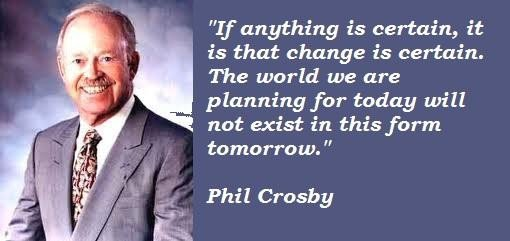 "If anything is certain, it
is that change is certain.
The world we are
planning for today will
not exist in this form
tomorrow."
Phil Crosby